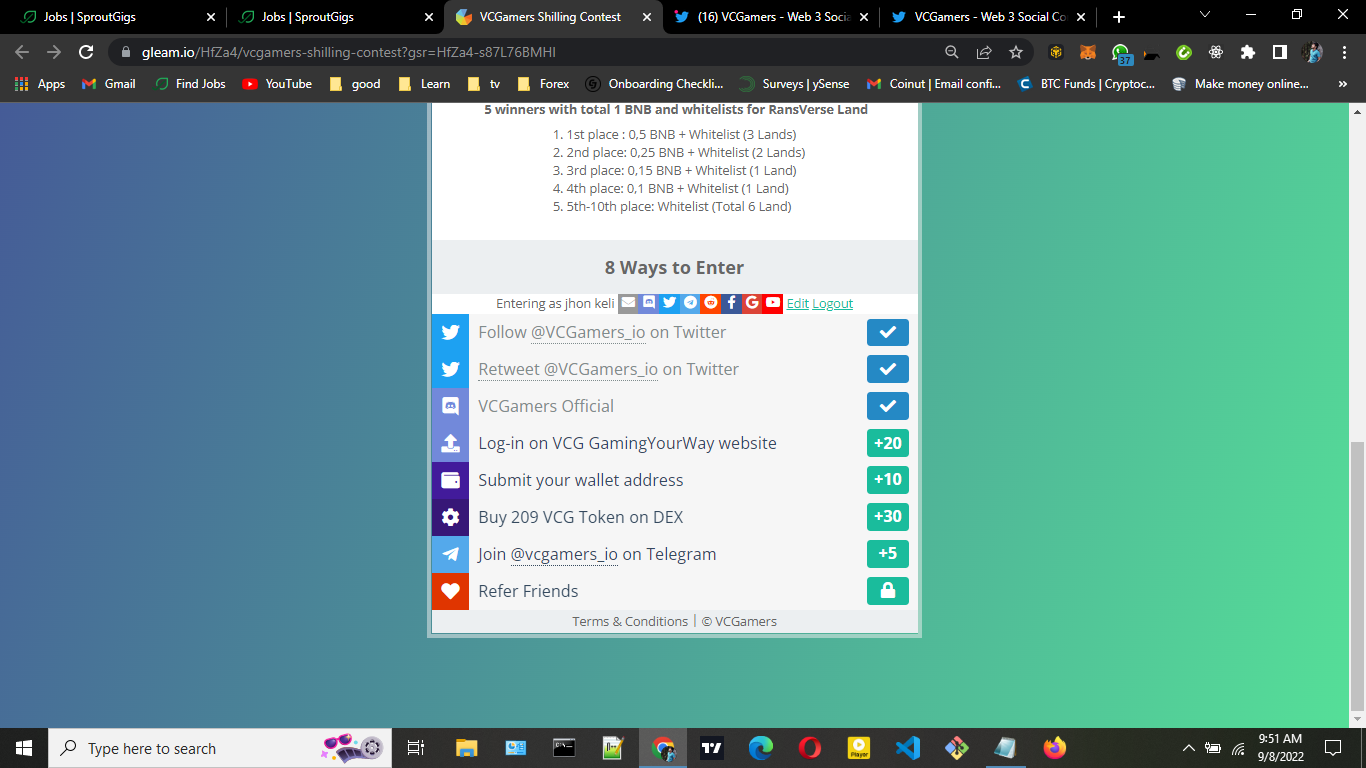 Jobs | SproutGigs
Jobs | SproutGigs
VCGamers Shilling Contest
(16) VCGamers - Web 3 Socia
VCGamers - Web 3 Social Co
gleam.io/HfZa4/vcgamers-shilling-contest?gsr=HfZa4-s87L76BMHI
37
Apps
Gmail
Find Jobs
YouTube
good
Learn
tv
Forex
Onboarding Checkli...
Surveys | ySense
Coinut | Email confi...
BTC Funds | Cryptoc...
Make money online...
»
5 winners with total 1 BNB and whitelists for RansVerse Land
1. 1st place : 0,5 BNB + Whitelist (3 Lands)
2. 2nd place: 0,25 BNB + Whitelist (2 Lands)
3. 3rd place: 0,15 BNB + Whitelist (1 Land)
4. 4th place: 0,1 BNB + Whitelist (1 Land)
5. 5th-10th place: Whitelist (Total 6 Land)
8 Ways to Enter
Entering as jhon keli Edit Logout
Follow @VCGamers_io on Twitter
Retweet @VCGamers_io on Twitter
VCGamers Official
Log-in on VCG GamingYourWay website +20
Submit your wallet address +10
Buy 209 VCG Token on DEX +30
Join @vcgamers_io on Telegram +5
Refer Friends
Terms & Conditions | © VCGamers
Type here to search
Player
9:51 AM
9/8/2022